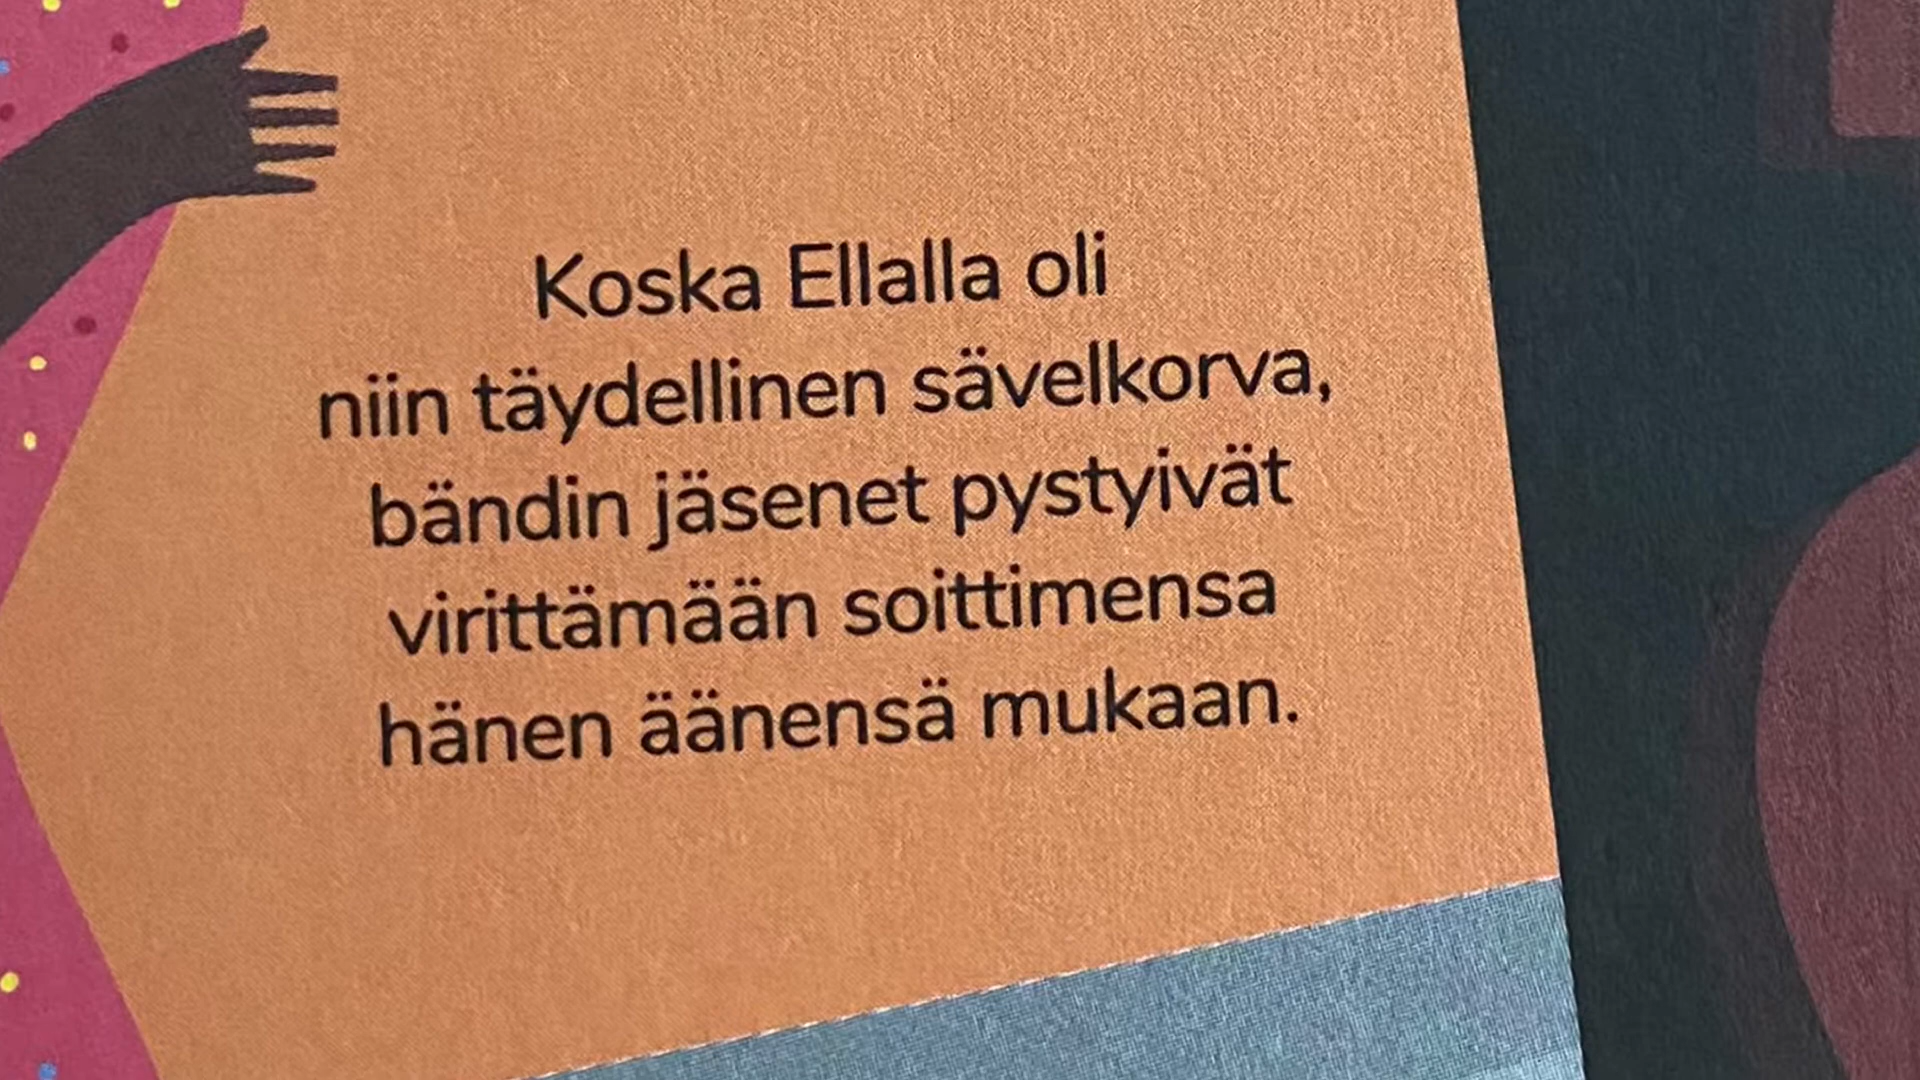 Koska Ellalla oli
niin täydellinen sävelkorva,
bändin jäsenet pystyivät
virittämään soittimensa
hänen äänensä mukaan.